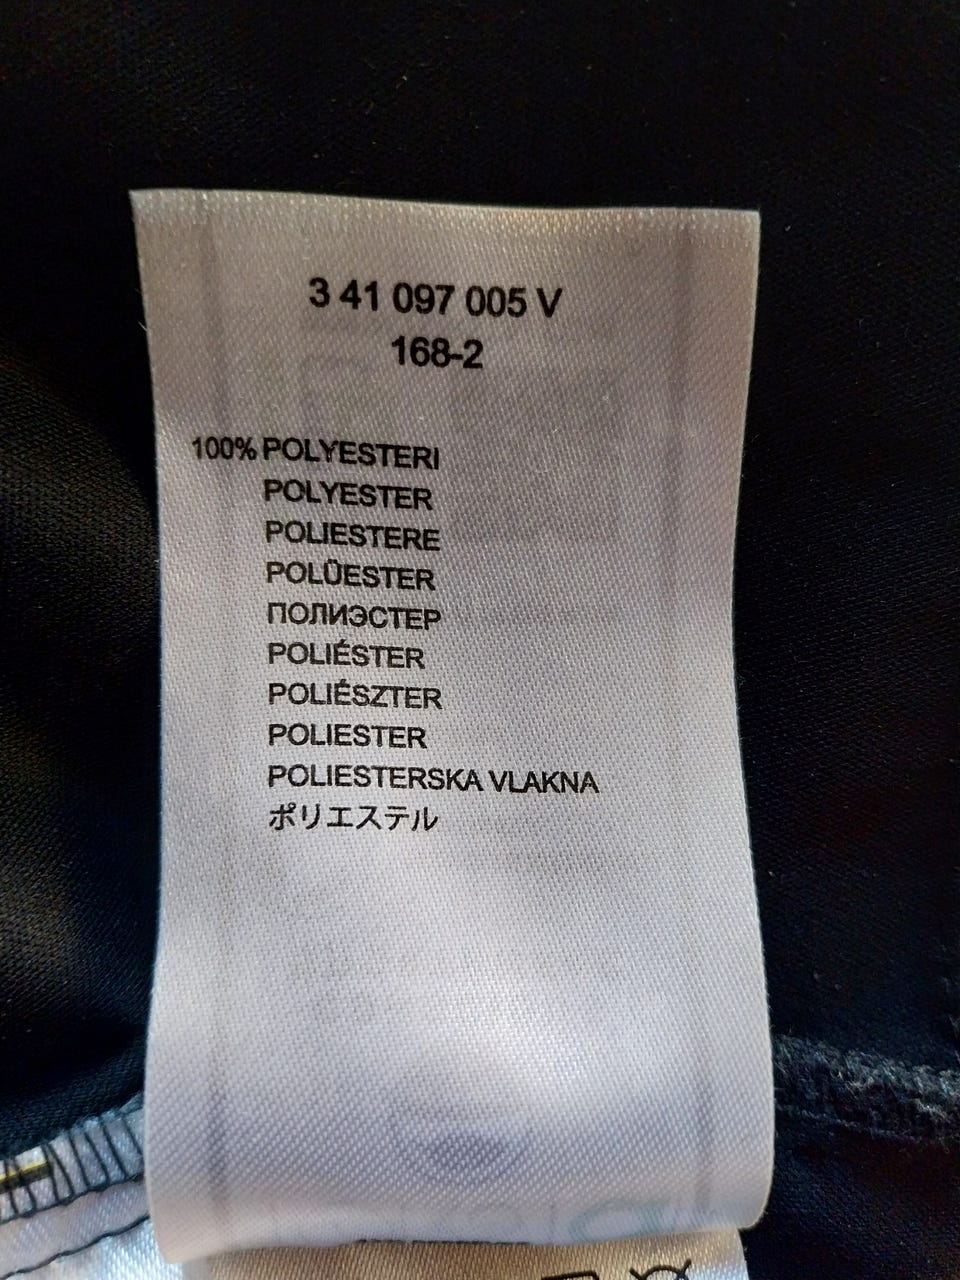 3 41 097 005 V
168-2
100% POLYESTERI
POLYESTER
POLIESTERE
POLÜESTER
ПОЛИЭСТЕР
POLIÉSTER
POLIÉSZTER
POLIESTER
POLIESTERSKA VLAKNA
ポリエステル